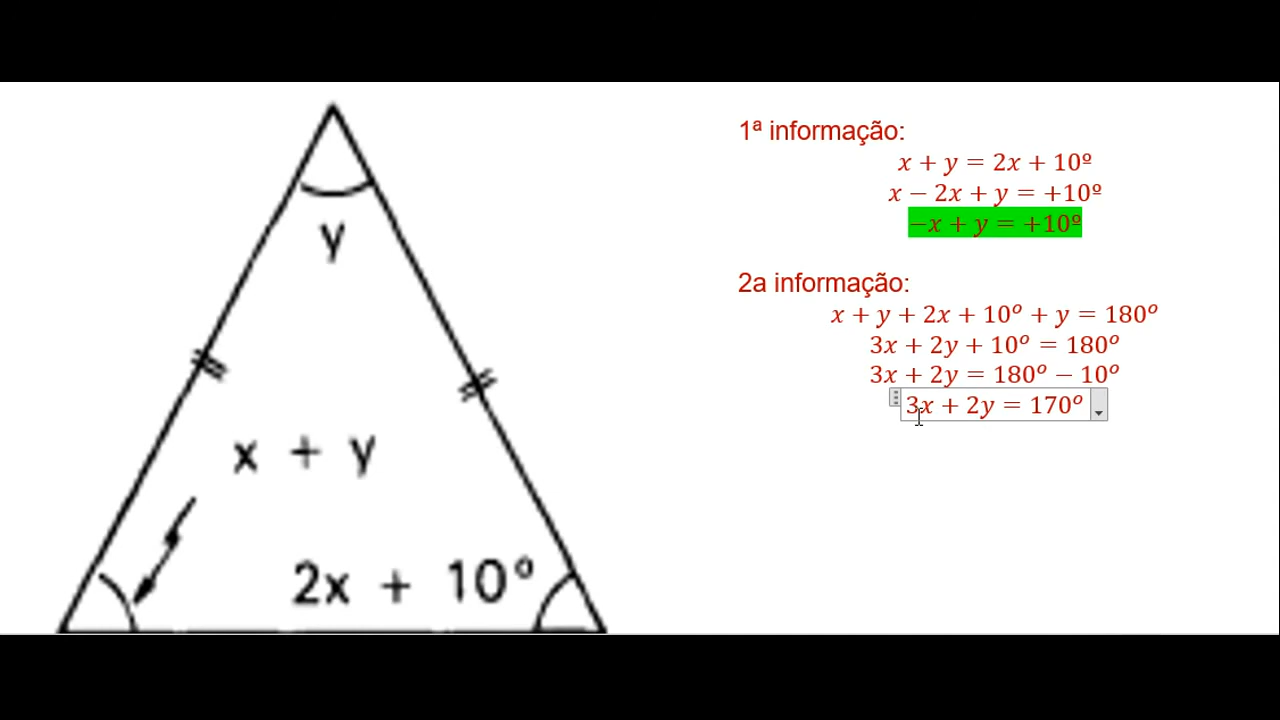 y
x + y
2x + 10º
1ª informação:
x + y = 2x + 10º
x − 2x + y = +10º
−x + y = +10º
2a informação:
x + y + 2x + 10º + y = 180º
3x + 2y + 10º = 180º
3x + 2y = 180º − 10º
3x + 2y = 170º